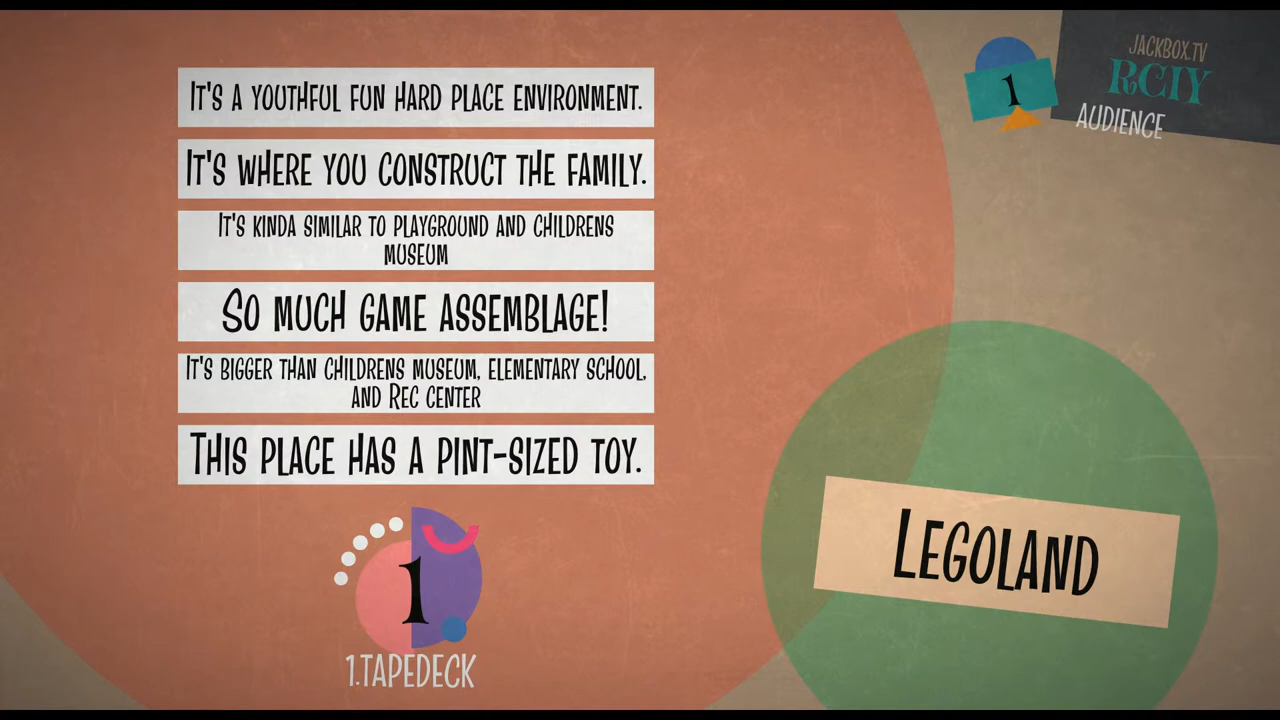 It's a youthful fun hard place environment.
It's where you construct the family.
It's kinda similar to playground and childrens
museum
So much game assemblage!
It's bigger than childrens museum, elementary school,
and Rec center
This place has a pint-sized toy.
1
1.TAPEDECK
1
JACKBOX.TV
RCIY
AUDIENCE
Legoland